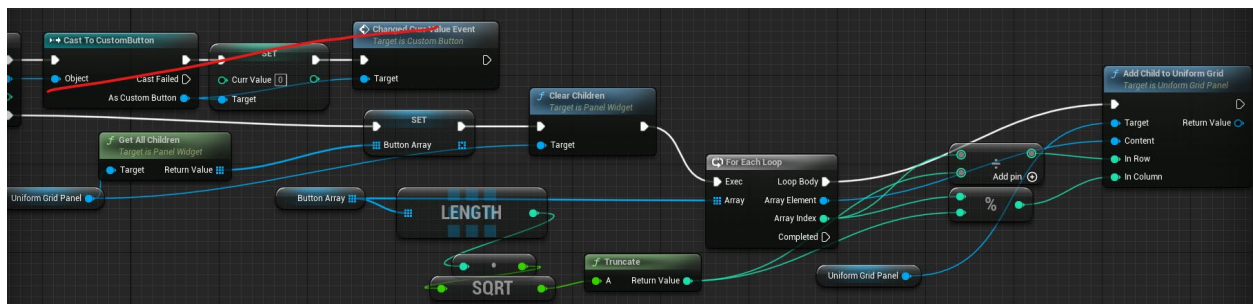 Cast To CustomButton
Object
Cast Failed
As Custom Button
SET
Curr Value 0
Target
Changed Curr Value Event
Target is Custom Button
Target
Get All Children
Target is Panel Widget
Target Return Value
Uniform Grid Panel
SET
Button Array
Clear Children
Target is Panel Widget
Target
Button Array
LENGTH
SQRT
Truncate
A Return Value
For Each Loop
Exec Loop Body
Array Array Element
Array Index
Completed
÷
Add pin
%
Uniform Grid Panel
Add Child to Uniform Grid
Target is Uniform Grid Panel
Target Return Value
Content
In Row
In Column